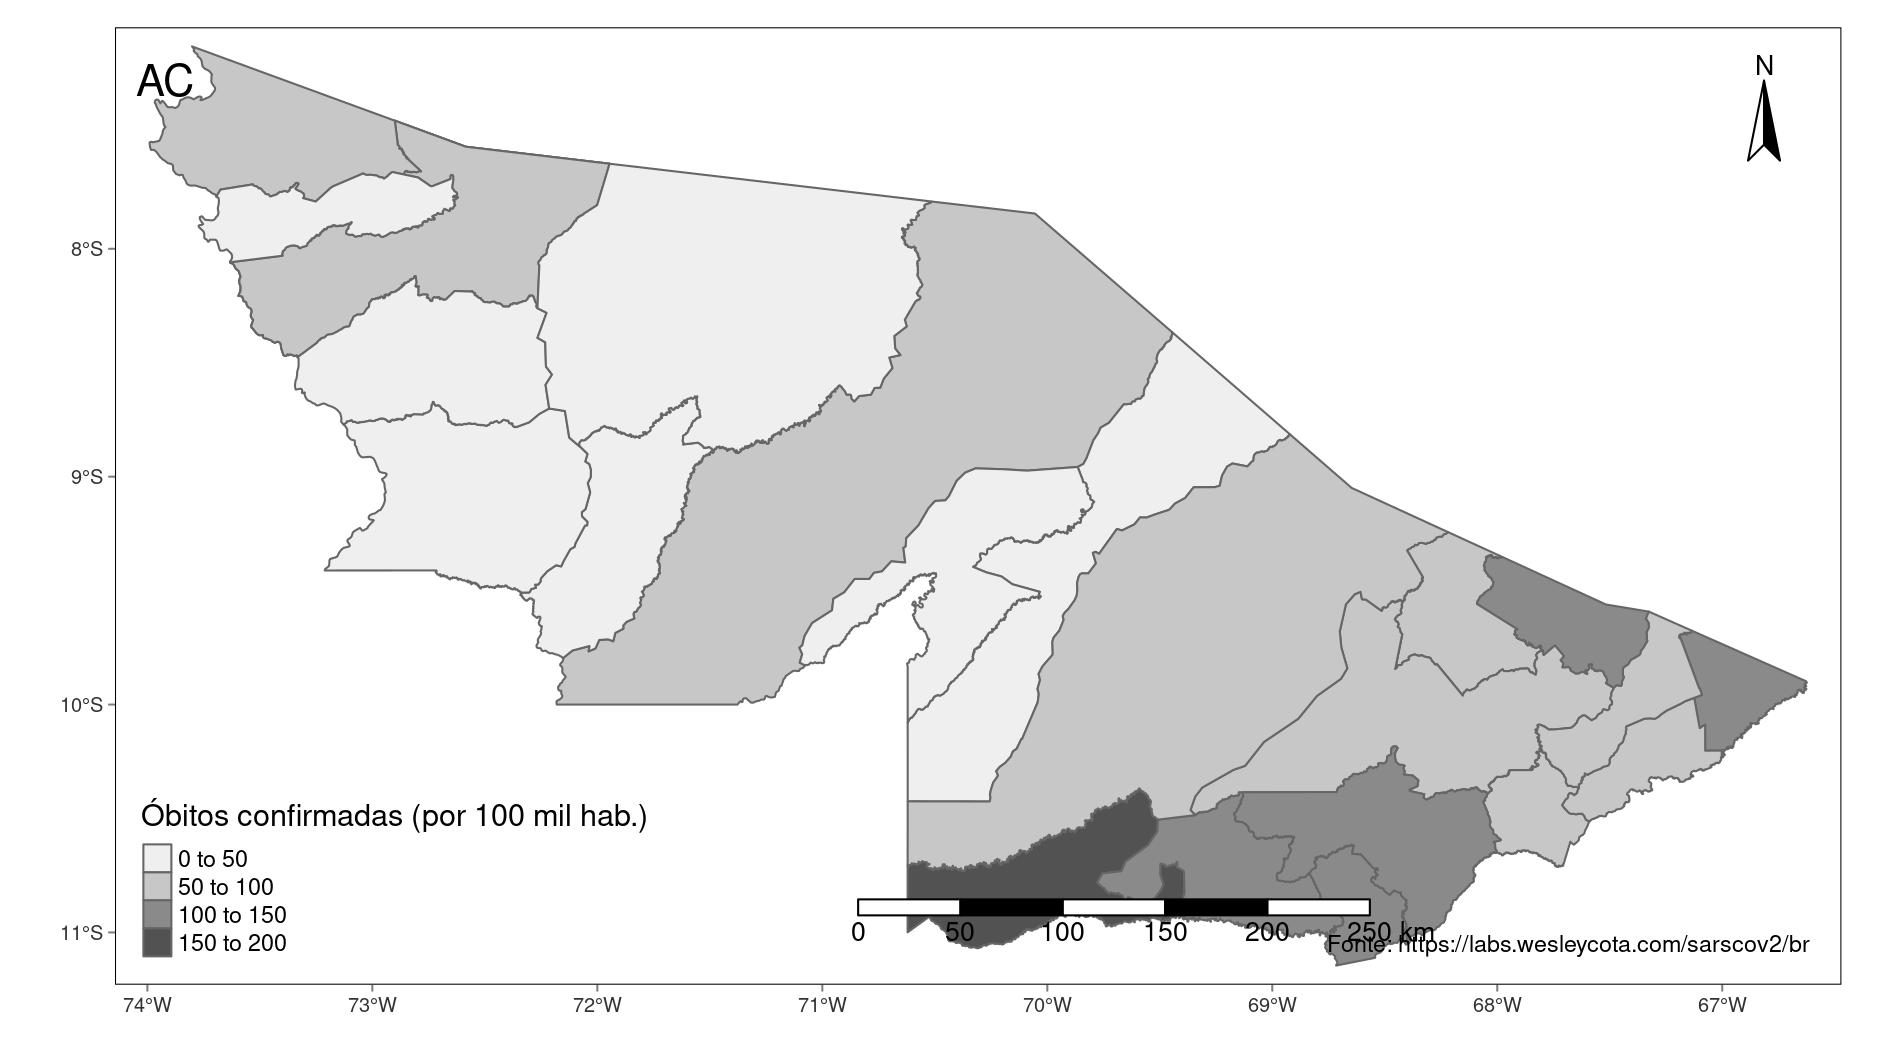 AC
N
8°S
9°S
10°S
11°S
Óbitos confirmadas (por 100 mil hab.)
0 to 50
50 to 100
100 to 150
150 to 200
0 50 100 150 200 250 km
Fonte: https://labs.wesleycota.com/sarscov2/br
74°W 73°W 72°W 71°W 70°W 69°W 68°W 67°W